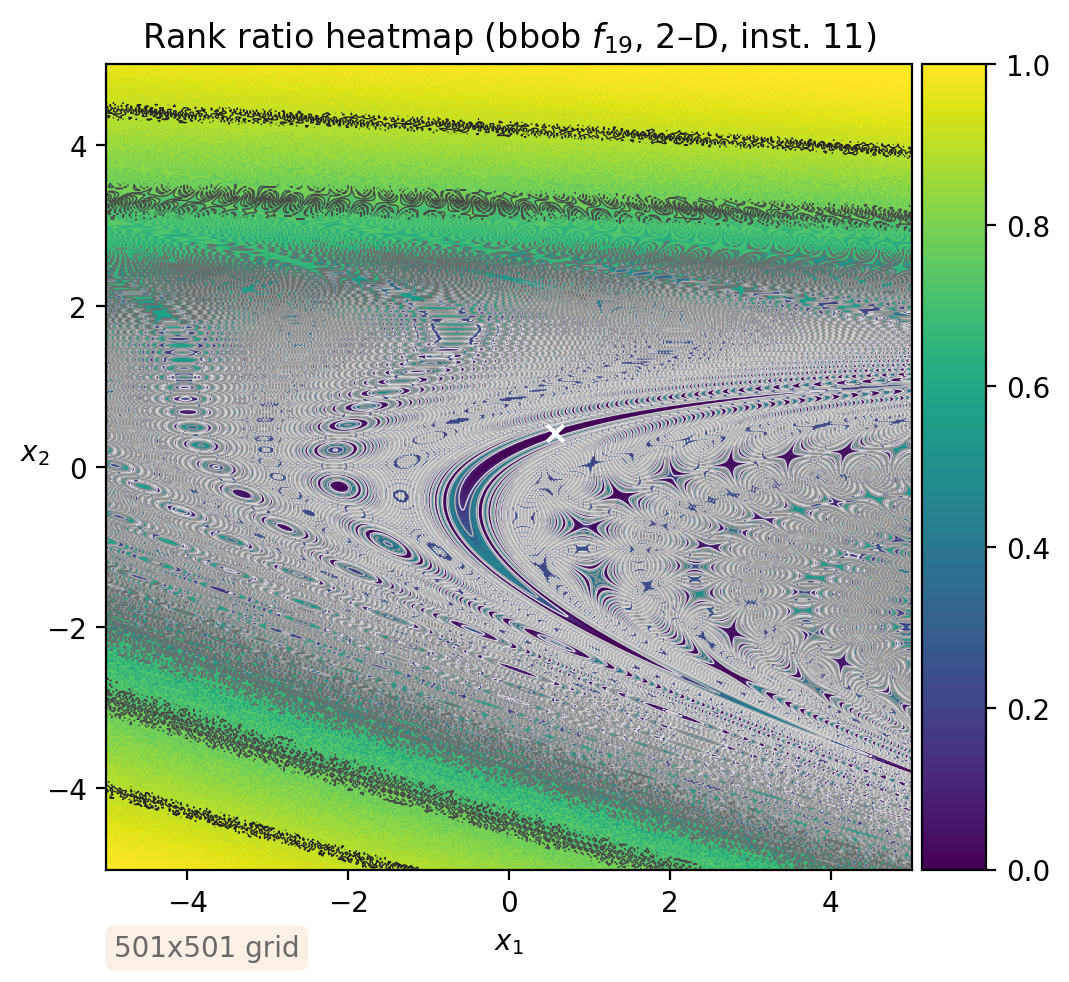 Rank ratio heatmap (bbob f₁₉, 2–D, inst. 11)
1.0
0.8
0.6
0.4
0.2
0.0
4
2
0
−2
−4
x₂
−4 −2 0 2 4
x₁
501x501 grid